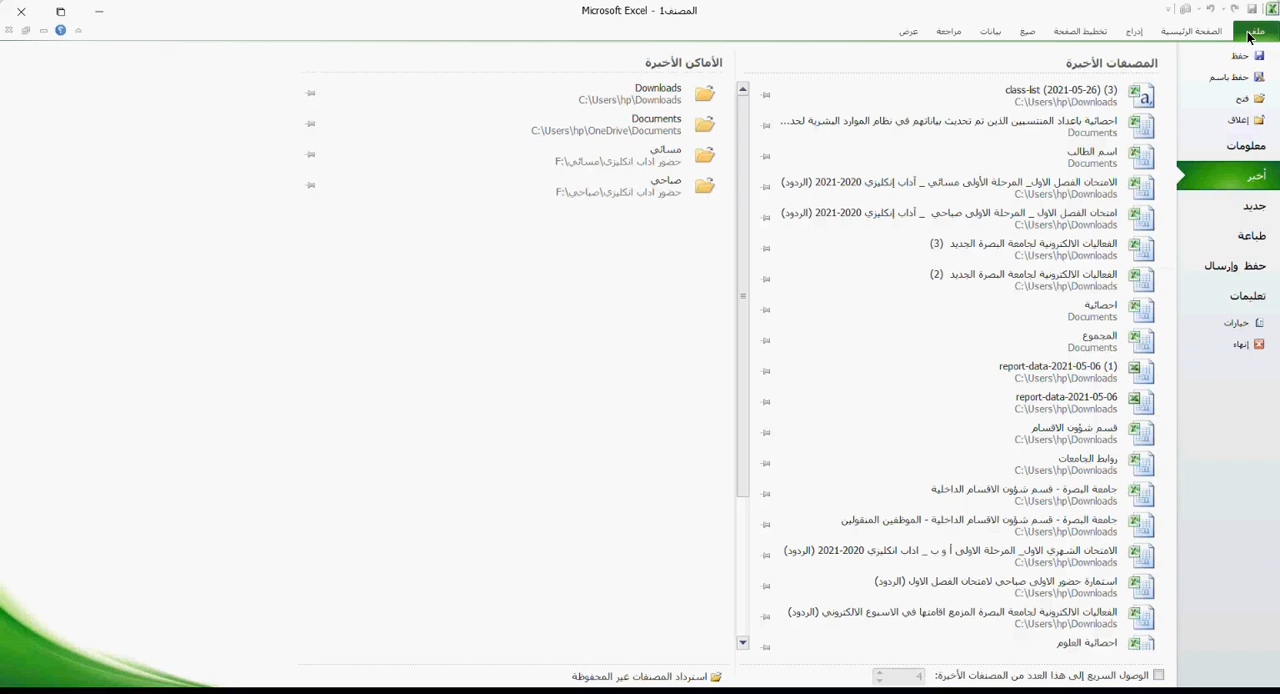 المصنف1 - Microsoft Excel
ملف
الصفحة الرئيسية
إدراج
تخطيط الصفحة
صيغ
بيانات
مراجعة
عرض
حفظ
حفظ باسم
فتح
إغلاق
معلومات
أخير
جديد
طباعة
حفظ وإرسال
تعليمات
خيارات
إنهاء
المصنفات الأخيرة
class-list (2021-05-26) (3)
C:\Users\hp\Downloads
احصائية باعداد المنتسبين الذين تم تحديث بياناتهم في نظام الموارد البشرية لحد...
Documents
اسم الطالب
Documents
الامتحان الفصل الاول_ المرحلة الأولى مسائي _ آداب إنكليزي 2020-2021 (الردود)
C:\Users\hp\Downloads
امتحان الفصل الاول _ المرحلة الاولى صباحي _ آداب إنكليزي 2020-2021 (الردود)
C:\Users\hp\Downloads
الفعاليات الالكترونية لجامعة البصرة الجديد (3)
C:\Users\hp\Downloads
الفعاليات الالكترونية لجامعة البصرة الجديد (2)
C:\Users\hp\Downloads
احصائية
Documents
المجموع
Documents
report-data-2021-05-06 (1)
C:\Users\hp\Downloads
report-data-2021-05-06
C:\Users\hp\Downloads
قسم شؤون الاقسام
C:\Users\hp\Downloads
روابط الجامعات
C:\Users\hp\Downloads
جامعة البصرة - قسم شؤون الاقسام الداخلية
C:\Users\hp\Downloads
جامعة البصرة - قسم شؤون الاقسام الداخلية - الموظفين المنقولين
C:\Users\hp\Downloads
الامتحان الشهري الاول_ المرحلة الاولى أ و ب _ اداب انكليزي 2020-2021 (الردود)
C:\Users\hp\Downloads
استمارة حضور الاولى صباحي لامتحان الفصل الاول (الردود)
C:\Users\hp\Downloads
الفعاليات الالكترونية لجامعة البصرة المزمع اقامتها في الاسبوع الالكتروني (الردود)
C:\Users\hp\Downloads
احصائية العلوم
الوصول السريع إلى هذا العدد من المصنفات الأخيرة:
4
الأماكن الأخيرة
Downloads
C:\Users\hp\Downloads
Documents
C:\Users\hp\OneDrive\Documents
مسائي
F:\حضور اداب انكليزي\مسائي
صباحي
F:\حضور اداب انكليزي\صباحي
استرداد المصنفات غير المحفوظة